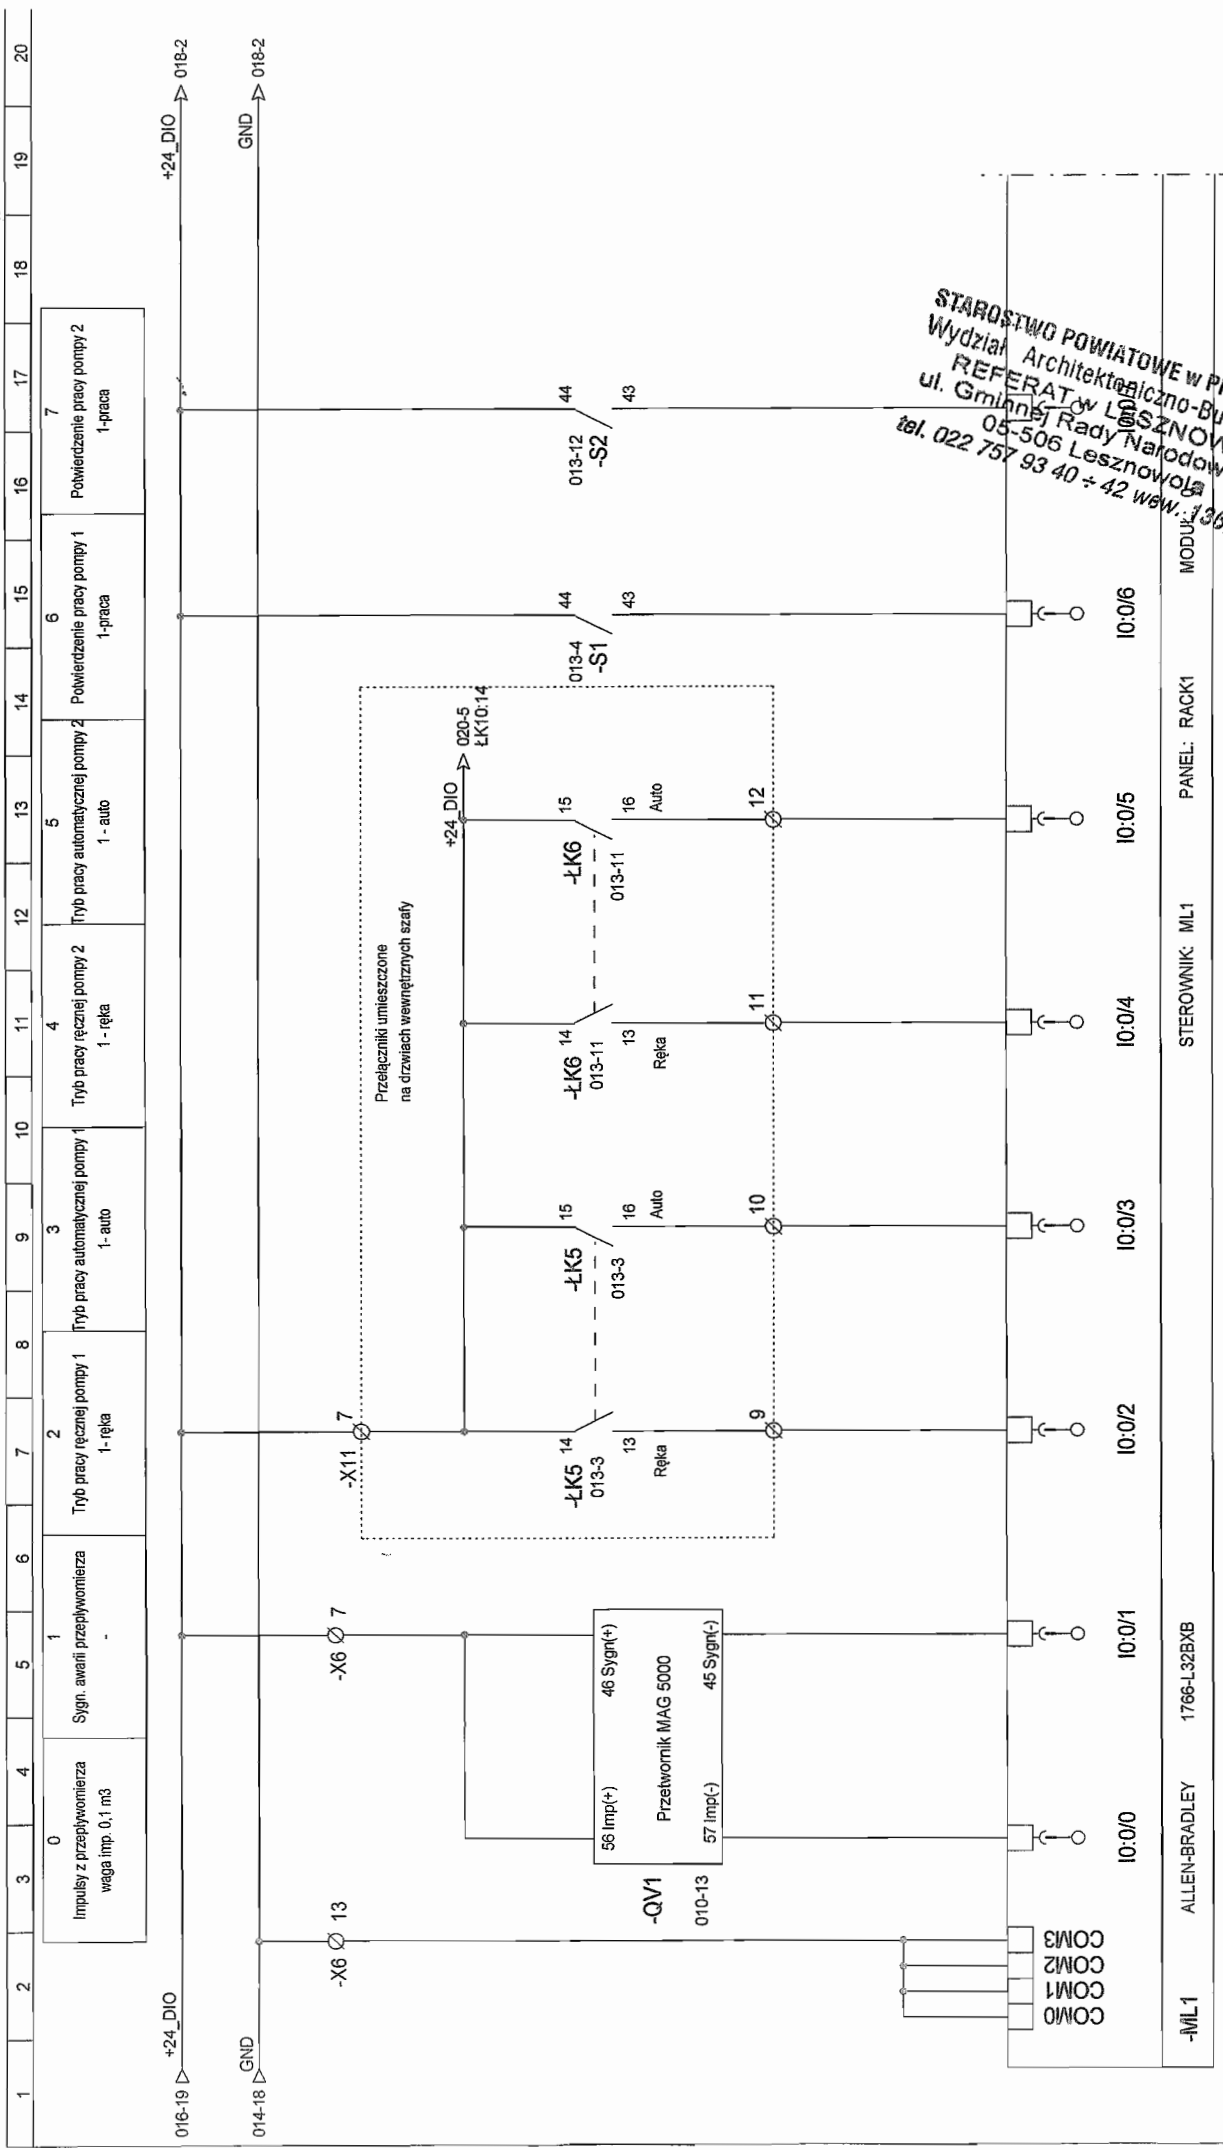 1 2 3 4 5 6 7 8 9 10 11 12 13 14 15 16 17 18 19 20
0
Impulsy z przepływomierza
waga imp. 0,1 m3
1
Sygn. awarii przepływomierza
-
2
Tryb pracy ręcznej pompy 1
1- ręka
3
Tryb pracy automatycznej pompy 1
1- auto
4
Tryb pracy ręcznej pompy 2
1 - ręka
5
Tryb pracy automatycznej pompy 2
1 - auto
6
Potwierdzenie pracy pompy 1
1-praca
7
Potwierdzenie pracy pompy 2
1-praca
016-19 +24_DIO
+24_DIO 018-2
014-18 GND
GND 018-2
-X6 13
-X6 7
-X11 7
Przełączniki umieszczone
na drzwiach wewnętrznych szafy
+24_DIO
020-5
ŁK10:14
-QV1
010-13
56 Imp(+)
46 Sygn(+)
Przetwornik MAG 5000
57 Imp(-)
45 Sygn(-)
-ŁK5 14
013-3
13
Ręka
9
-ŁK5 15
013-3
16
Auto
10
-ŁK6 14
013-11
13
Ręka
11
-ŁK6 15
013-11
16
Auto
12
013-4
-S1
44
43
013-12
-S2
44
43
COM0
COM1
COM2
COM3
I0:0/0
I0:0/1
I0:0/2
I0:0/3
I0:0/4
I0:0/5
I0:0/6
-ML1 ALLEN-BRADLEY 1766-L32BXB STEROWNIK: ML1 PANEL: RACK1
STAROSTWO POWIATOWE w
Wydział Architektoniczno-Bu
REFERAT w LESZNOW
ul. Gminnej Rady Narodow
05-506 Lesznowola
tel. 022 757 93 40 ÷ 42 wew. 136